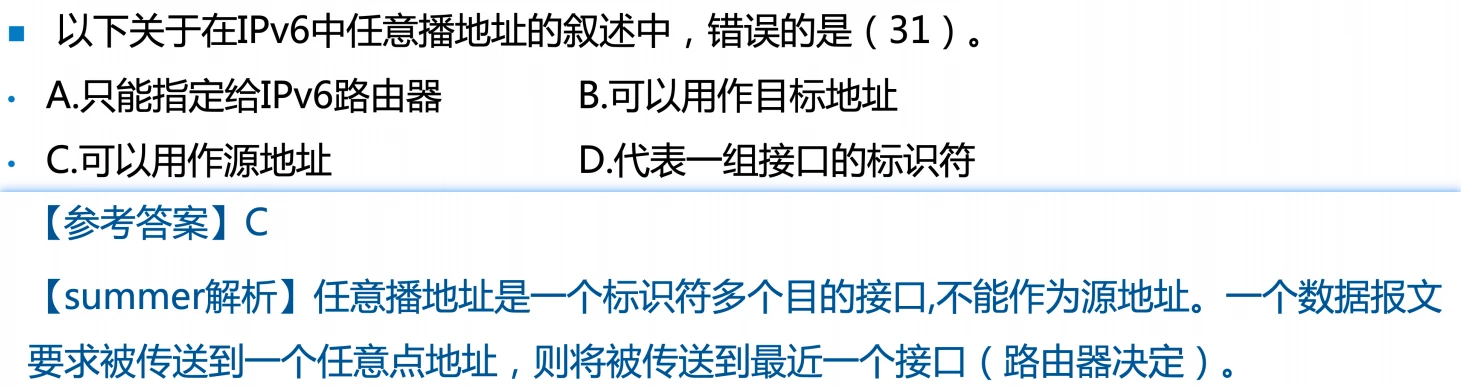 ■ 以下关于在IPv6中任意播地址的叙述中，错误的是（31）。
• A.只能指定给IPv6路由器 B.可以用作目标地址
• C.可以用作源地址 D.代表一组接口的标识符
【参考答案】C
【summer解析】任意播地址是一个标识符多个目的接口,不能作为源地址。一个数据报文
要求被传送到一个任意点地址，则将被传送到最近一个接口（路由器决定）。